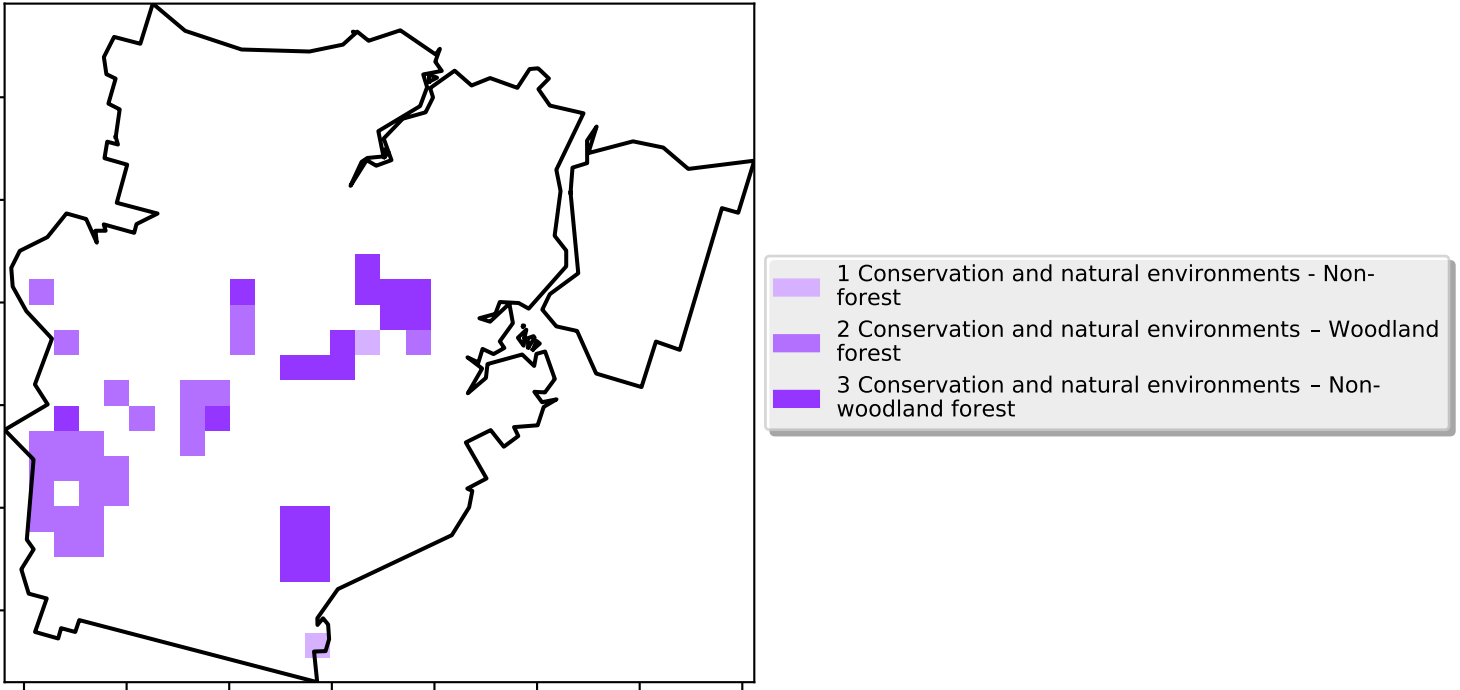 1 Conservation and natural environments - Non-
forest
2 Conservation and natural environments – Woodland
forest
3 Conservation and natural environments – Non-
woodland forest